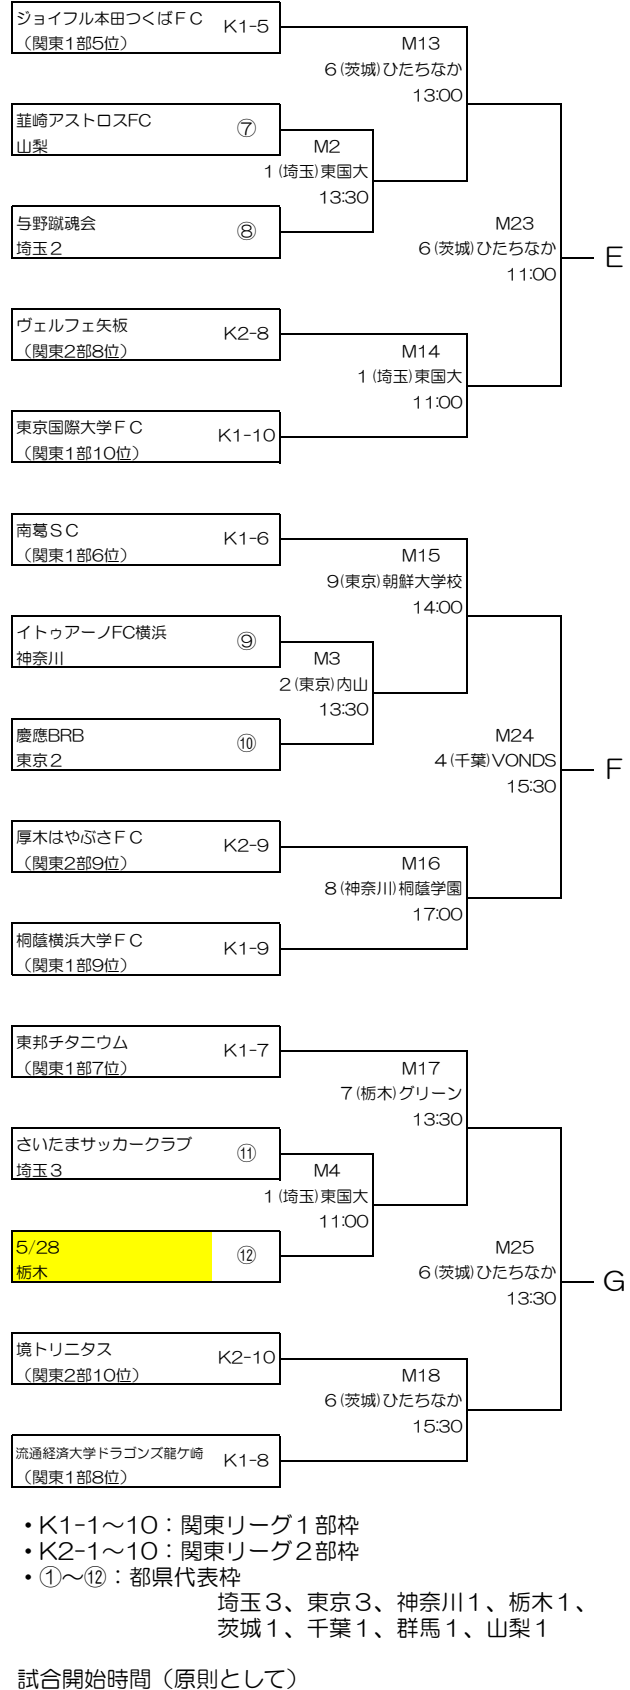 ジョイフル本田つくばＦＣ
（関東１部5位）
K1-5
M13
６(茨城)ひたちなか
13:00
韮崎アストロスFC
山梨
⑦
M2
１(埼玉)東国大
13:30
与野蹴魂会
埼玉２
⑧
M23
６(茨城)ひたちなか
11:00
E
ヴェルフェ矢板
（関東2部8位）
K2-8
M14
１(埼玉)東国大
11:00
東京国際大学ＦＣ
（関東1部10位）
K1-10
南葛ＳＣ
（関東１部6位）
K1-6
M15
９(東京)朝鮮大学校
14:00
イトゥアーノFC横浜
神奈川
⑨
M3
２(東京)内山
13:30
慶應BRB
東京２
⑩
M24
４(千葉)VONDS
15:30
F
厚木はやぶさＦＣ
（関東2部9位）
K2-9
M16
８(神奈川)桐蔭学園
17:00
桐蔭横浜大学ＦＣ
（関東1部9位）
K1-9
東邦チタニウム
（関東１部7位）
K1-7
M17
７(栃木)グリーン
13:30
さいたまサッカークラブ
埼玉３
⑪
M4
１(埼玉)東国大
11:00
5/28
栃木
⑫
M25
６(茨城)ひたちなか
13:30
G
境トリニタス
（関東2部10位）
K2-10
M18
６(茨城)ひたちなか
15:30
流通経済大学ドラゴンズ龍ケ崎
（関東1部8位）
K1-8
・K1-1～10：関東リーグ１部枠
・K2-1～10：関東リーグ２部枠
・①～⑫：都県代表枠
埼玉３、東京３、神奈川１、栃木１、
茨城１、千葉１、群馬１、山梨１
試合開始時間（原則として）